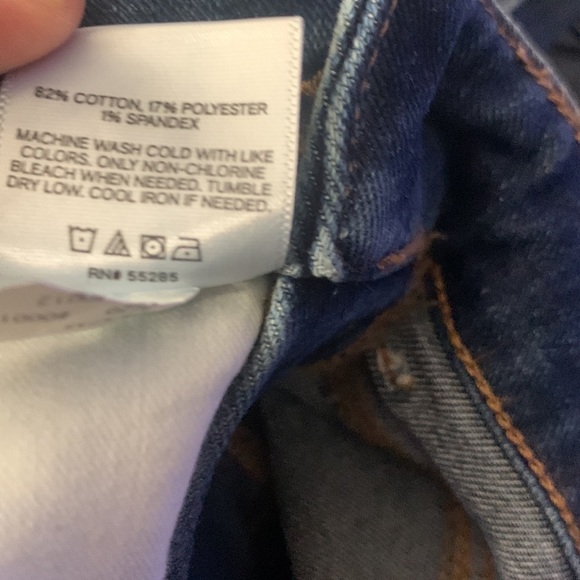 82% COTTON, 17% POLYESTER
1% SPANDEX
MACHINE WASH COLD WITH LIKE
COLORS. ONLY NON-CHLORINE
BLEACH WHEN NEEDED. TUMBLE
DRY LOW. COOL IRON IF NEEDED.
RN# 55285